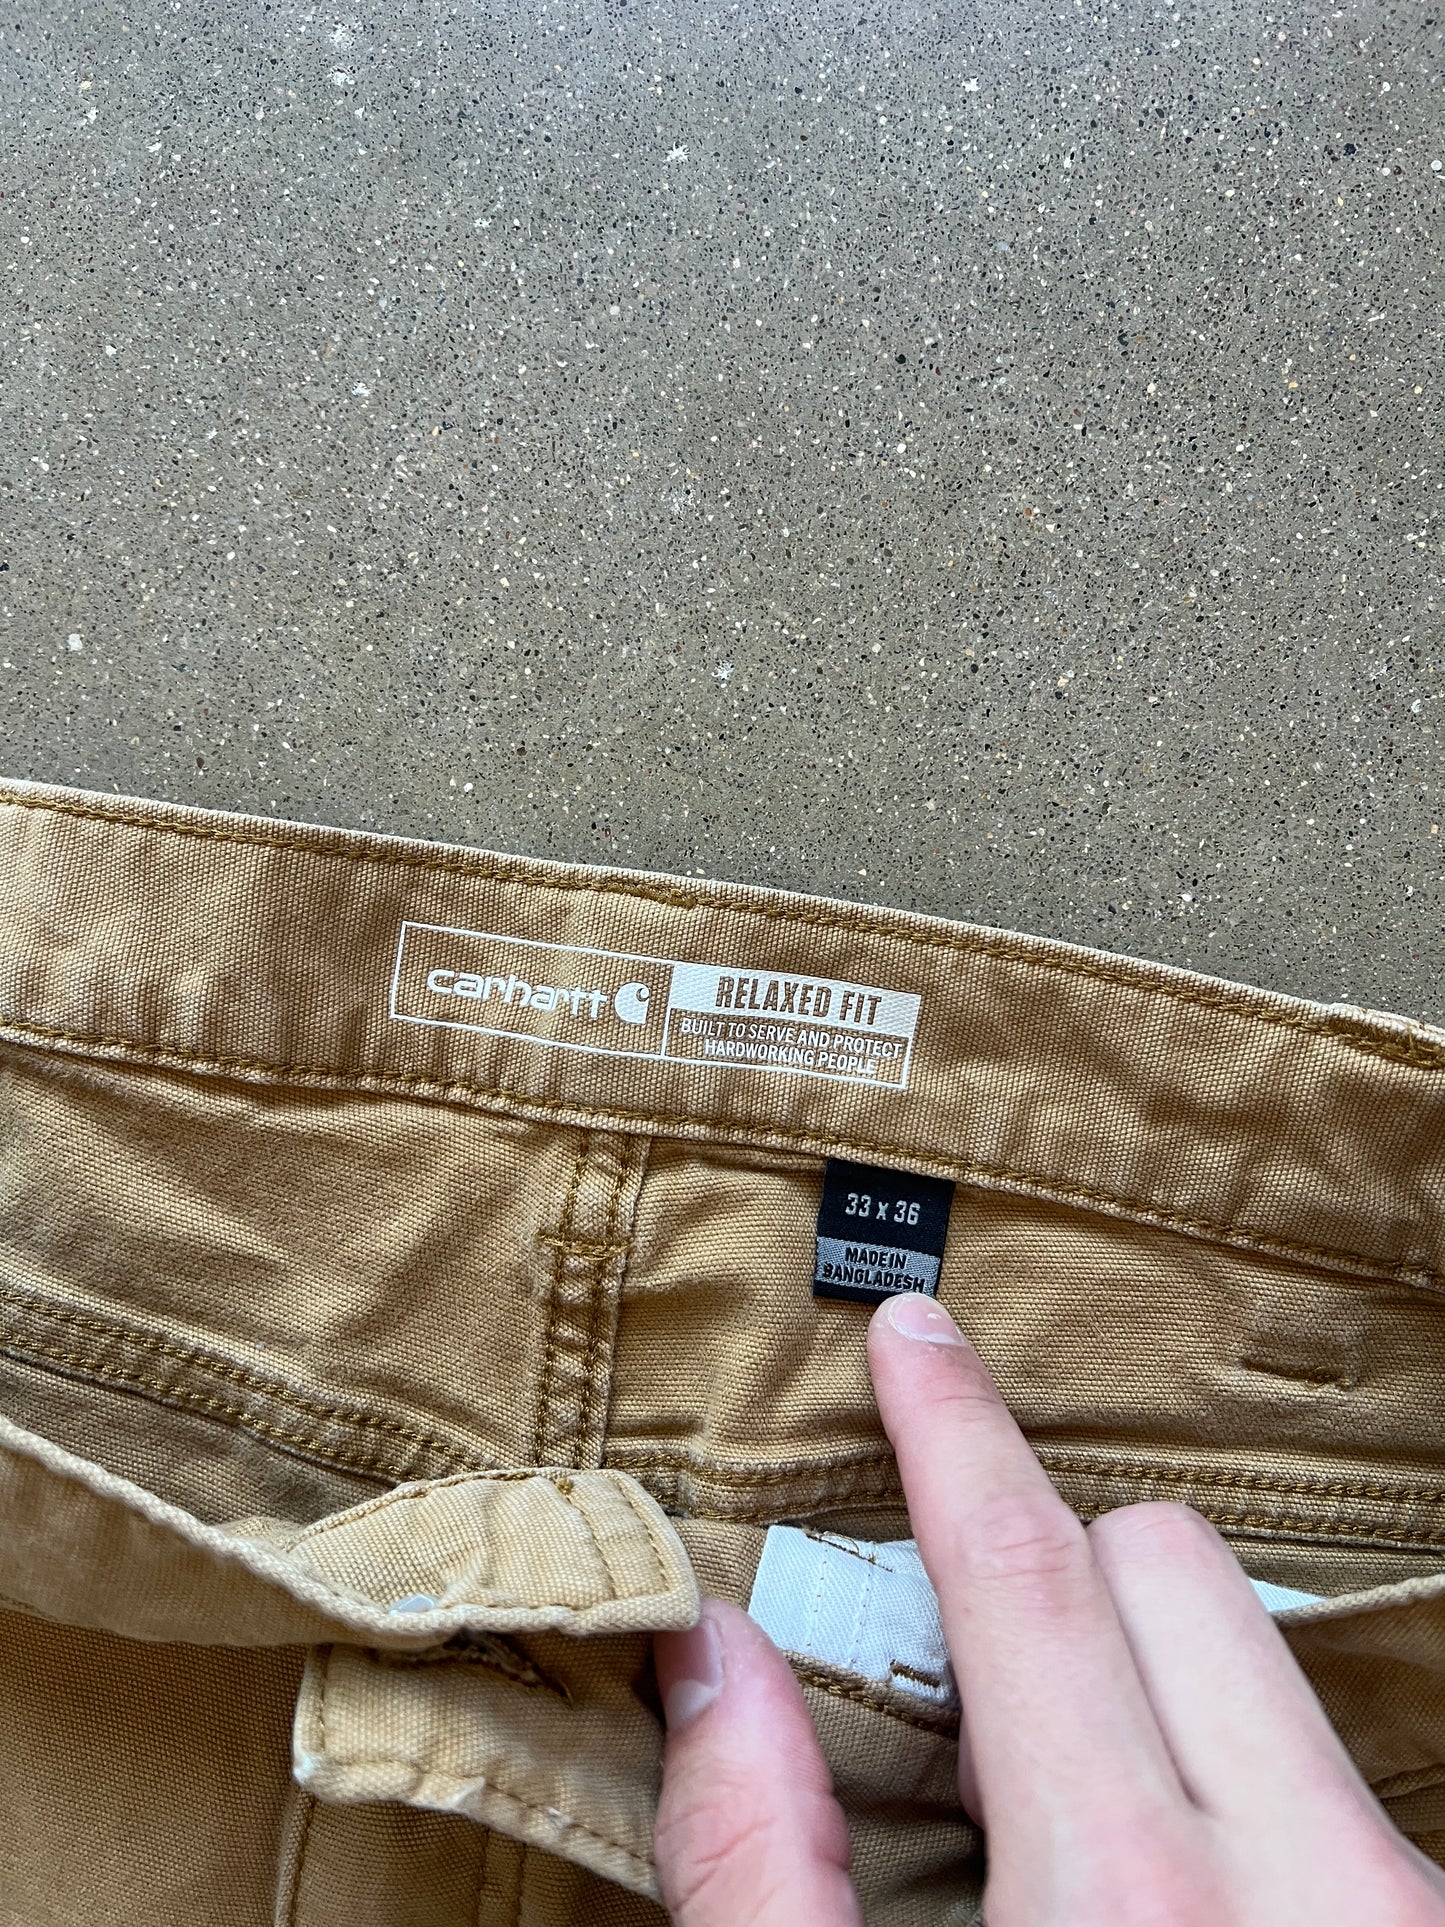 carhartt
RELAXED FIT
BUILT TO SERVE AND PROTECT
HARDWORKING PEOPLE
33 x 36
MADE IN
BANGLADESH